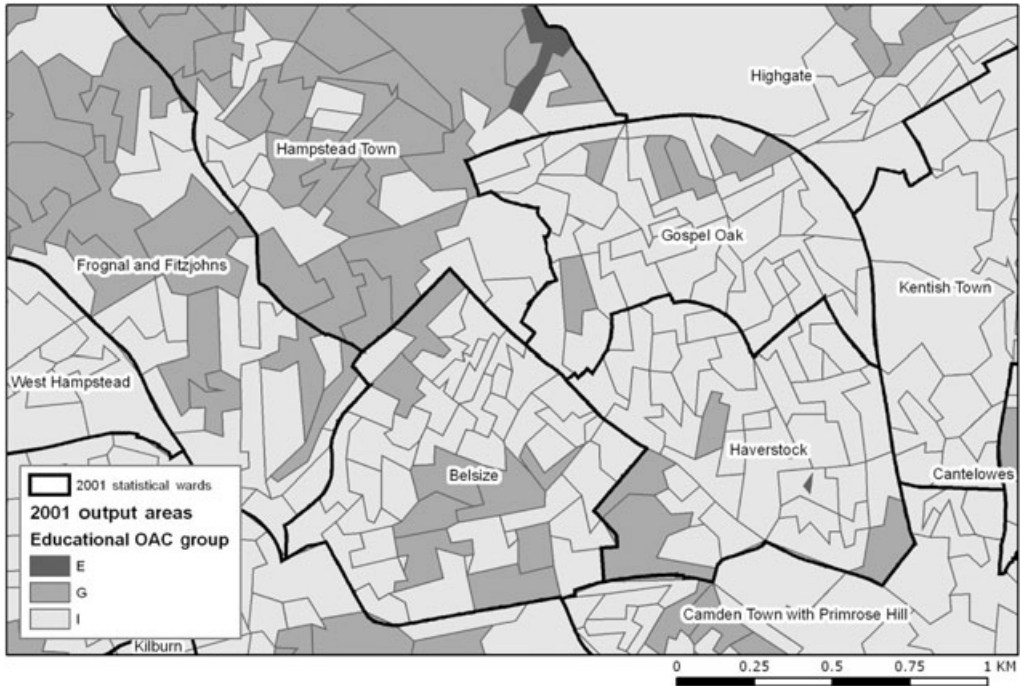 Highgate
Hampstead Town
Gospel Oak
Frognal and Fitzjohns
Kentish Town
West Hampstead
Haverstock
Belsize
Cantelowes
2001 statistical wards
2001 output areas
Educational OAC group
E
G
I
Camden Town with Primrose Hill
Kilburn
0 0.25 0.5 0.75 1 KM